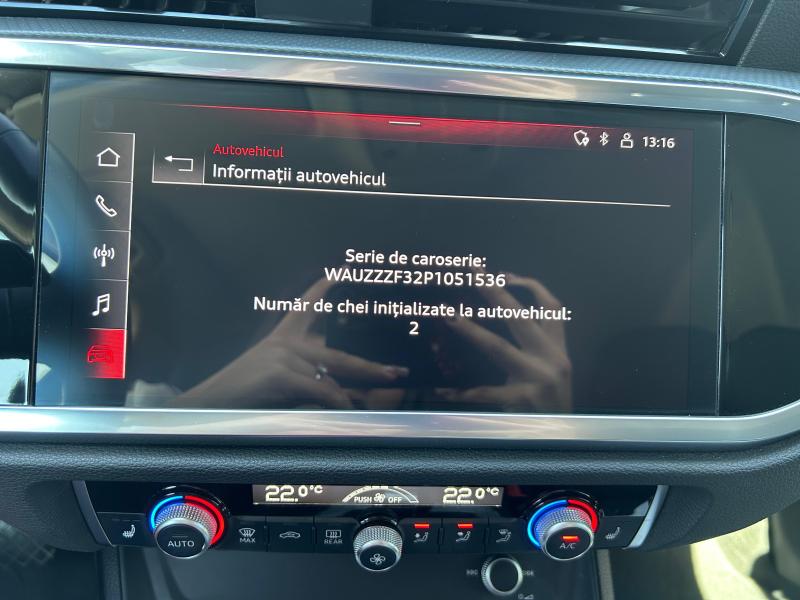 13:16
Autovehicul
Informații autovehicul
Serie de caroserie:
WAUZZZF32P1051536
Număr de chei inițializate la autovehicul:
2
22.0°C
PUSH OFF
22.0°C
AUTO
MAX
REAR
A/C